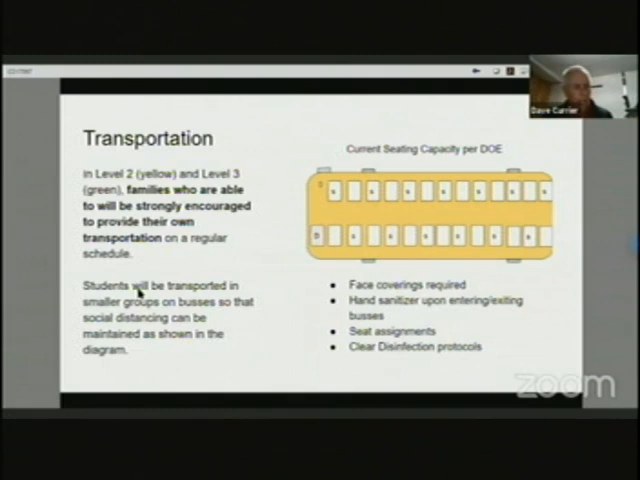 Dave Currier
Transportation
Current Seating Capacity per DOE
In Level 2 (yellow) and Level 3
(green), families who are able
to will be strongly encouraged
to provide their own
transportation on a regular
schedule.
Students will be transported in
smaller groups on busses so that
social distancing can be
maintained as shown in the
diagram.
● Face coverings required
● Hand sanitizer upon entering/exiting
busses
● Seat assignments
● Clear Disinfection protocols
zoom